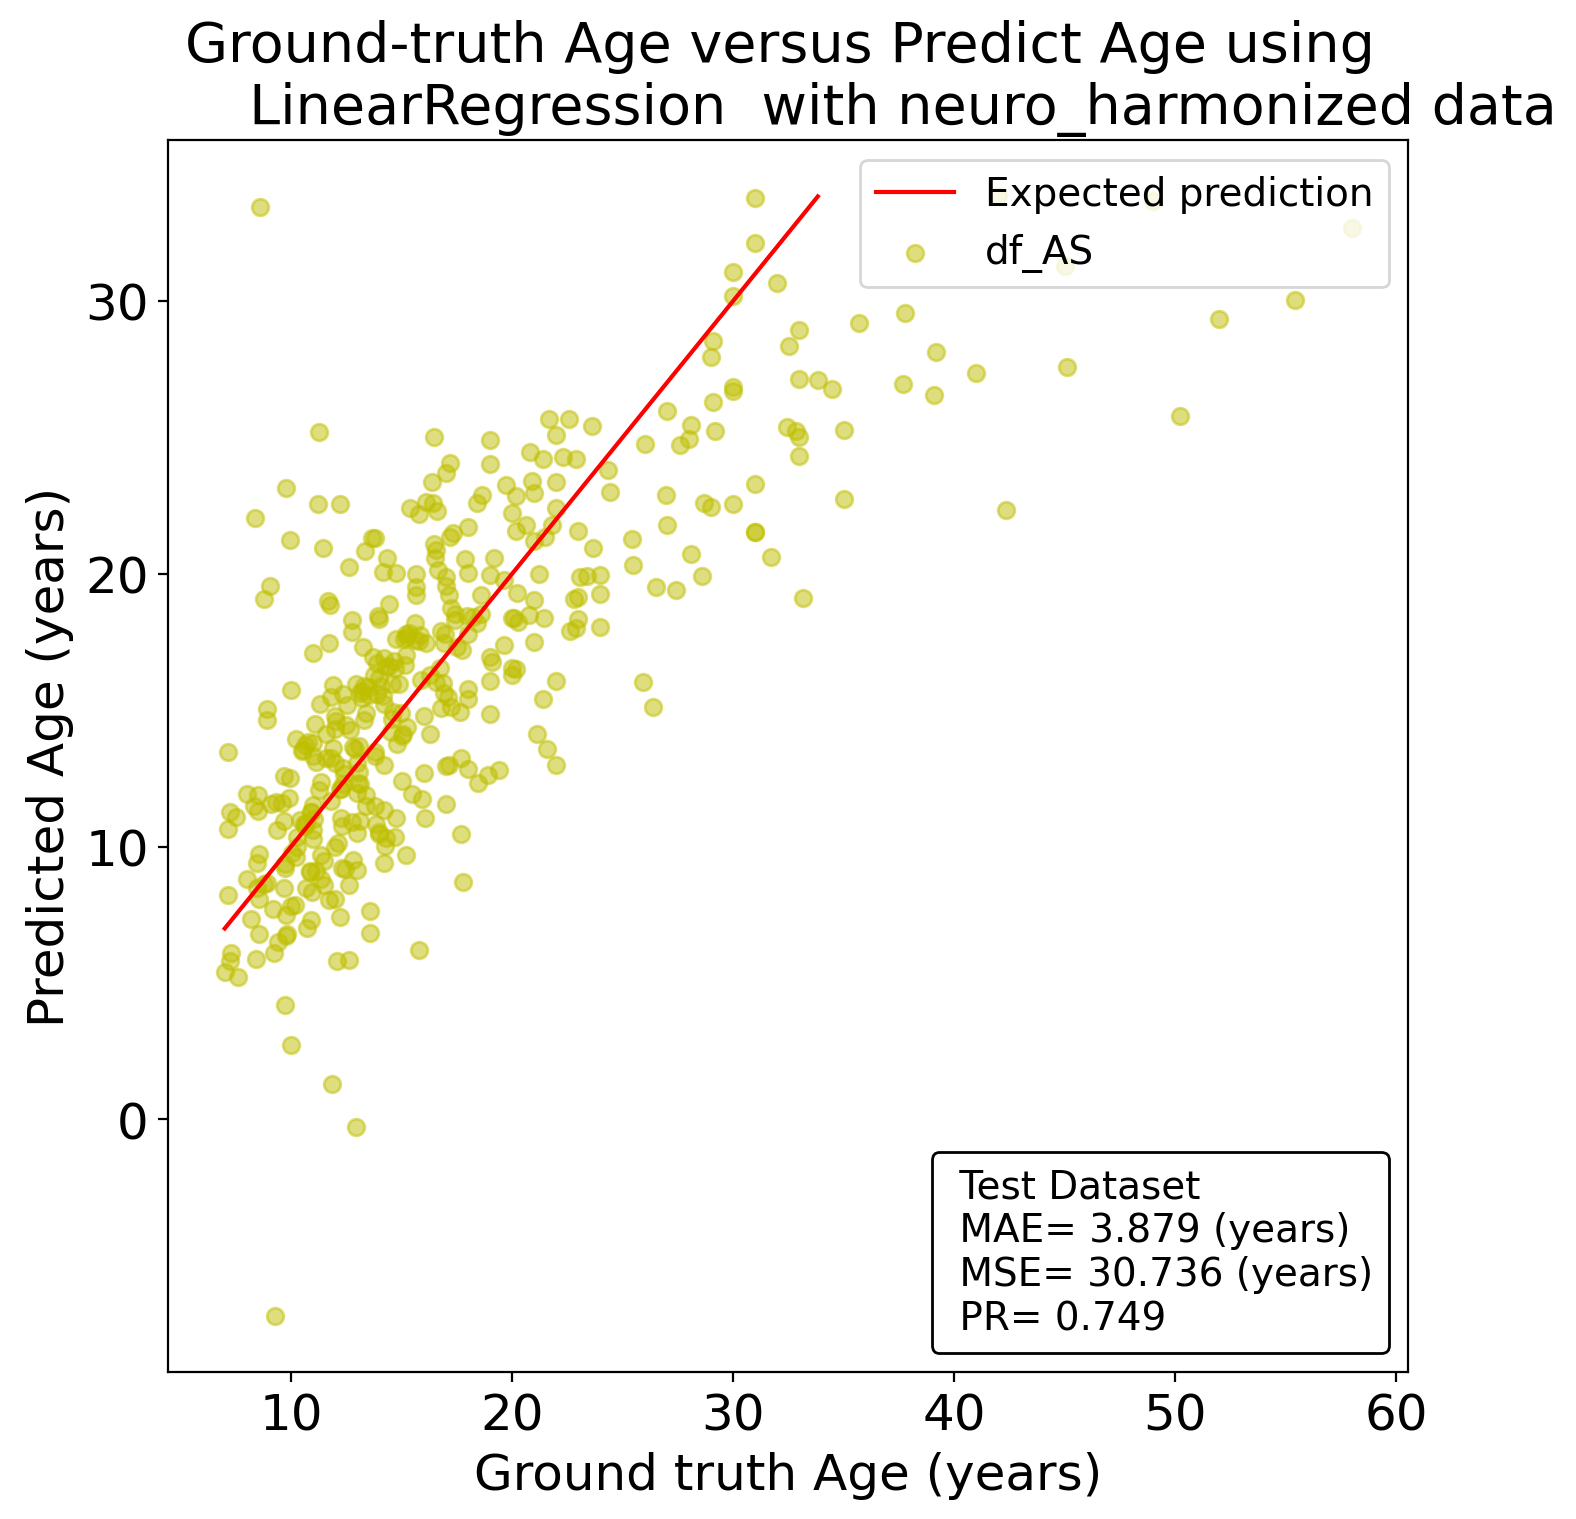 Ground-truth Age versus Predict Age using
LinearRegression  with neuro_harmonized data
Expected prediction
df_AS
Predicted Age (years)
30
20
10
0
Test Dataset
MAE= 3.879 (years)
MSE= 30.736 (years)
PR= 0.749
10 20 30 40 50 60
Ground truth Age (years)